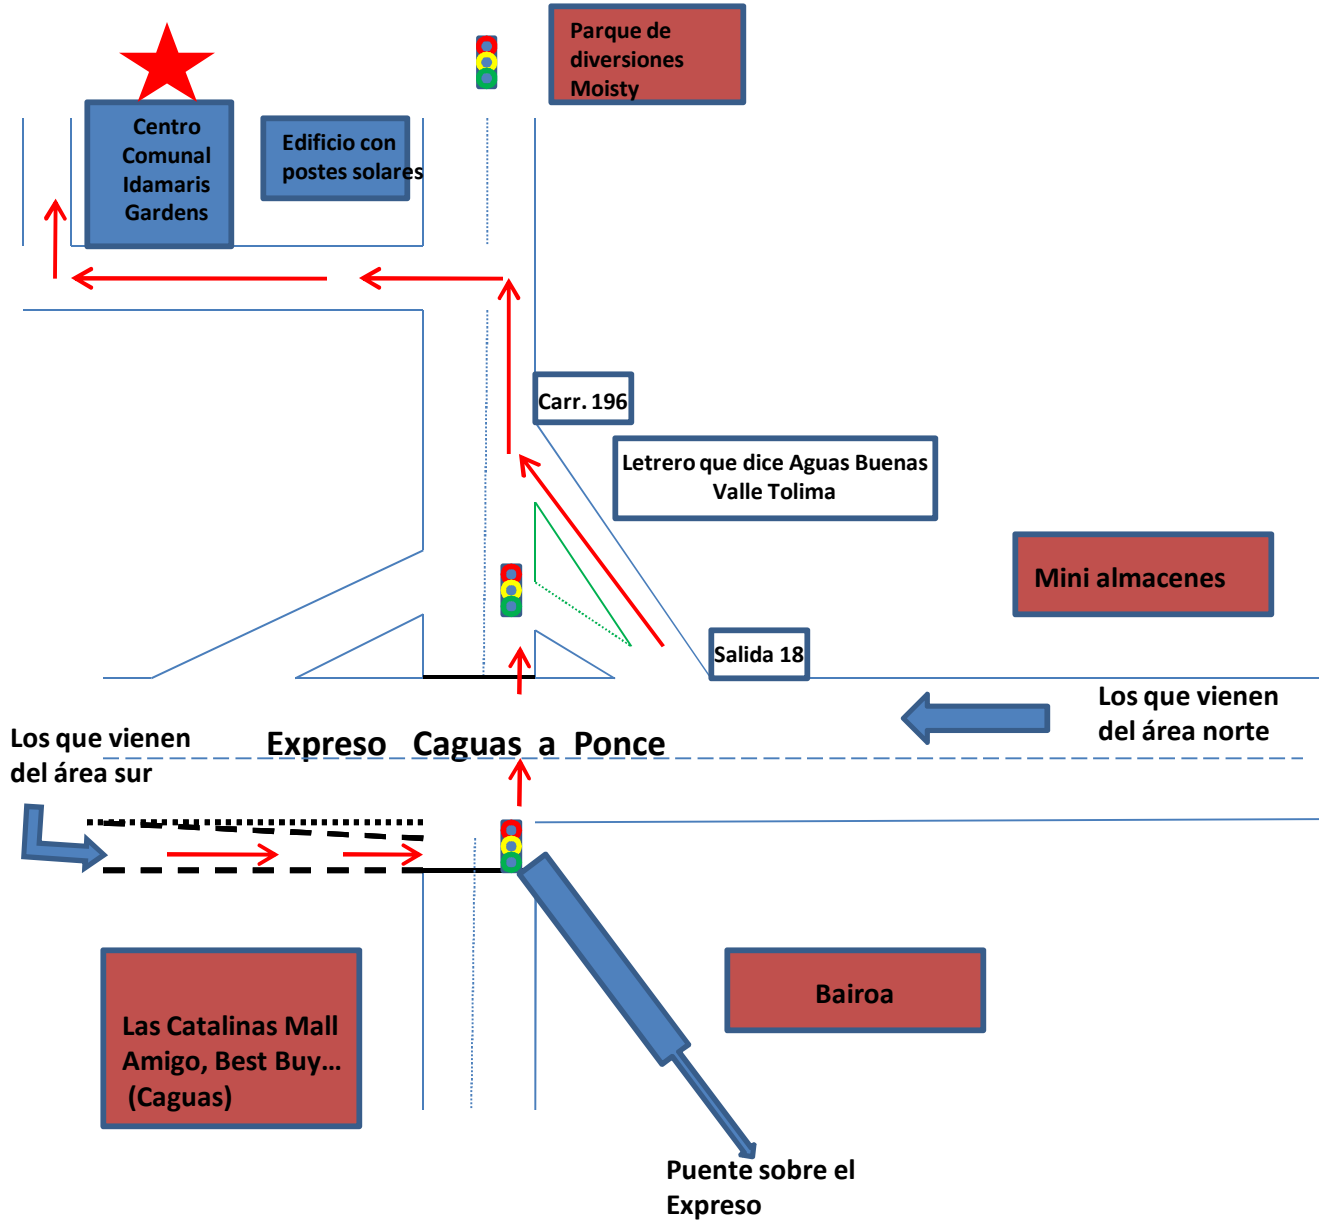 Parque de
diversiones
Moisty
Centro
Comunal
Idamaris
Gardens
Edificio con
postes solares
Carr. 196
Letrero que dice Aguas Buenas
Valle Tolima
Mini almacenes
Salida 18
Los que vienen
del área norte
Los que vienen
del área sur
Expreso Caguas a Ponce
Las Catalinas Mall
Amigo, Best Buy…
(Caguas)
Bairoa
Puente sobre el
Expreso